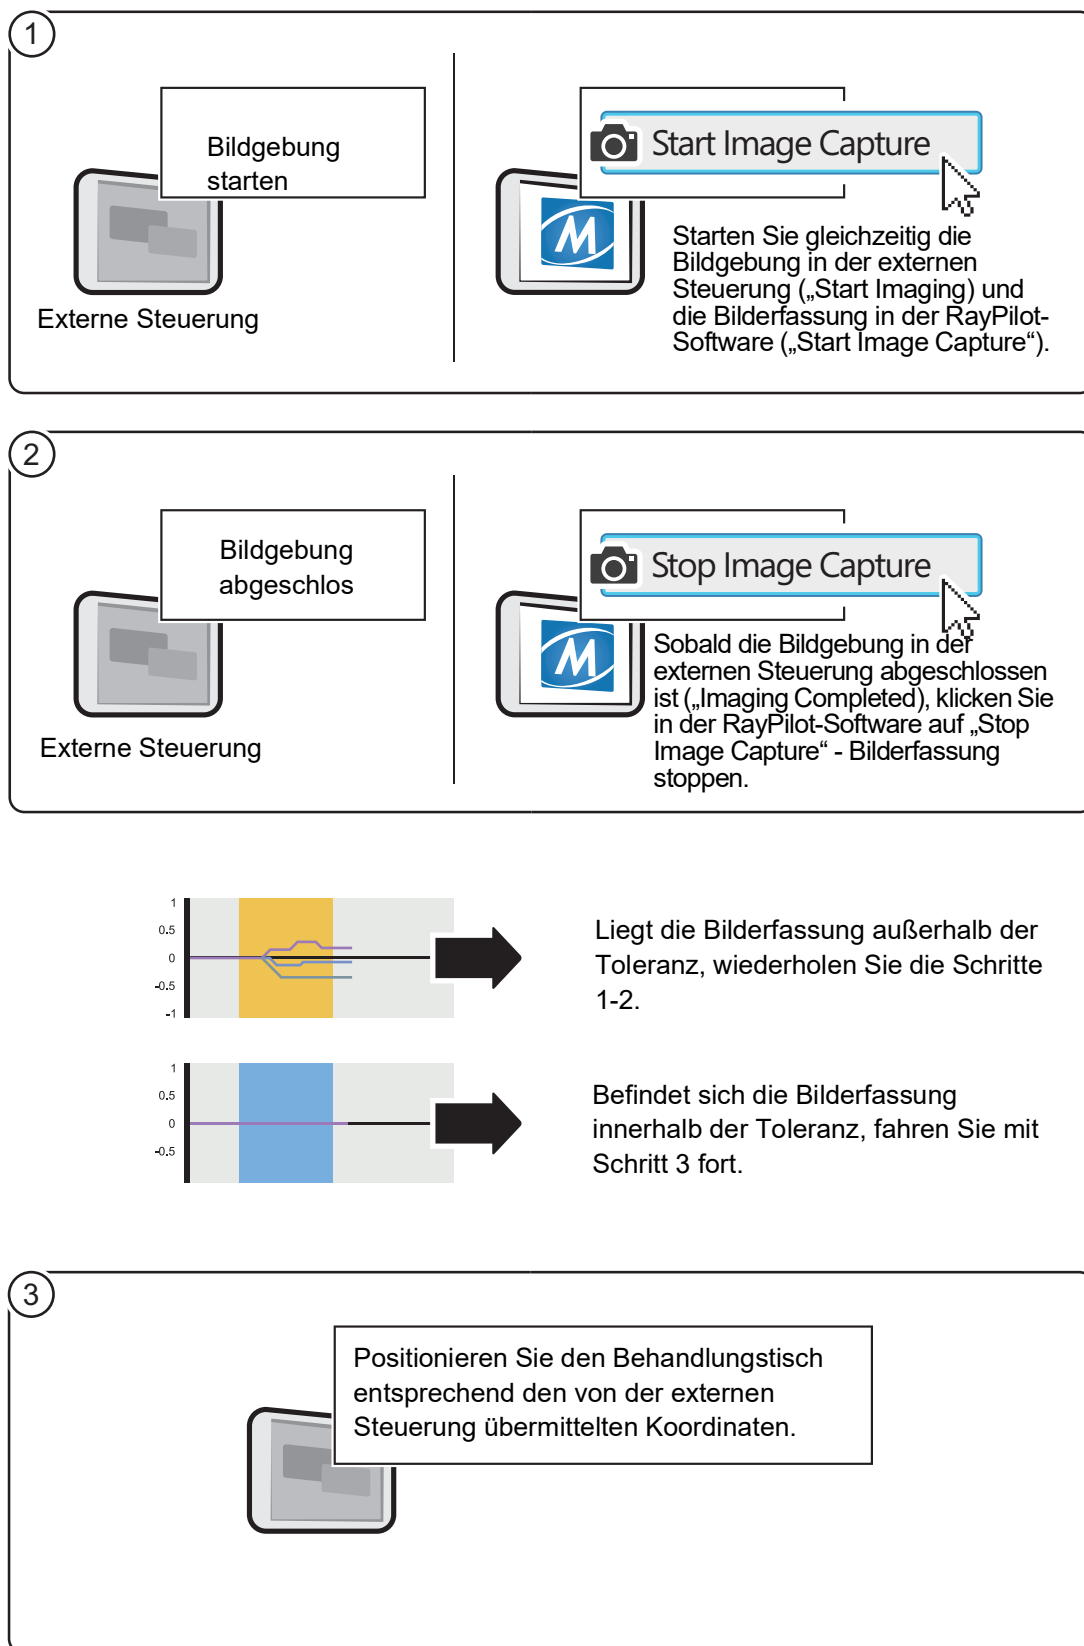 1
Bildgebung
starten
Externe Steuerung
Start Image Capture
M
Starten Sie gleichzeitig die
Bildgebung in der externen
Steuerung („Start Imaging) und
die Bilderfassung in der RayPilot-
Software („Start Image Capture“).
2
Bildgebung
abgeschlos
Externe Steuerung
Stop Image Capture
M
Sobald die Bildgebung in der
externen Steuerung abgeschlossen
ist („Imaging Completed), klicken Sie
in der RayPilot-Software auf „Stop
Image Capture“ - Bilderfassung
stoppen.
1
0.5
0
-0.5
-1
Liegt die Bilderfassung außerhalb der
Toleranz, wiederholen Sie die Schritte
1-2.
1
0.5
0
-0.5
Befindet sich die Bilderfassung
innerhalb der Toleranz, fahren Sie mit
Schritt 3 fort.
3
Positionieren Sie den Behandlungstisch
entsprechend den von der externen
Steuerung übermittelten Koordinaten.